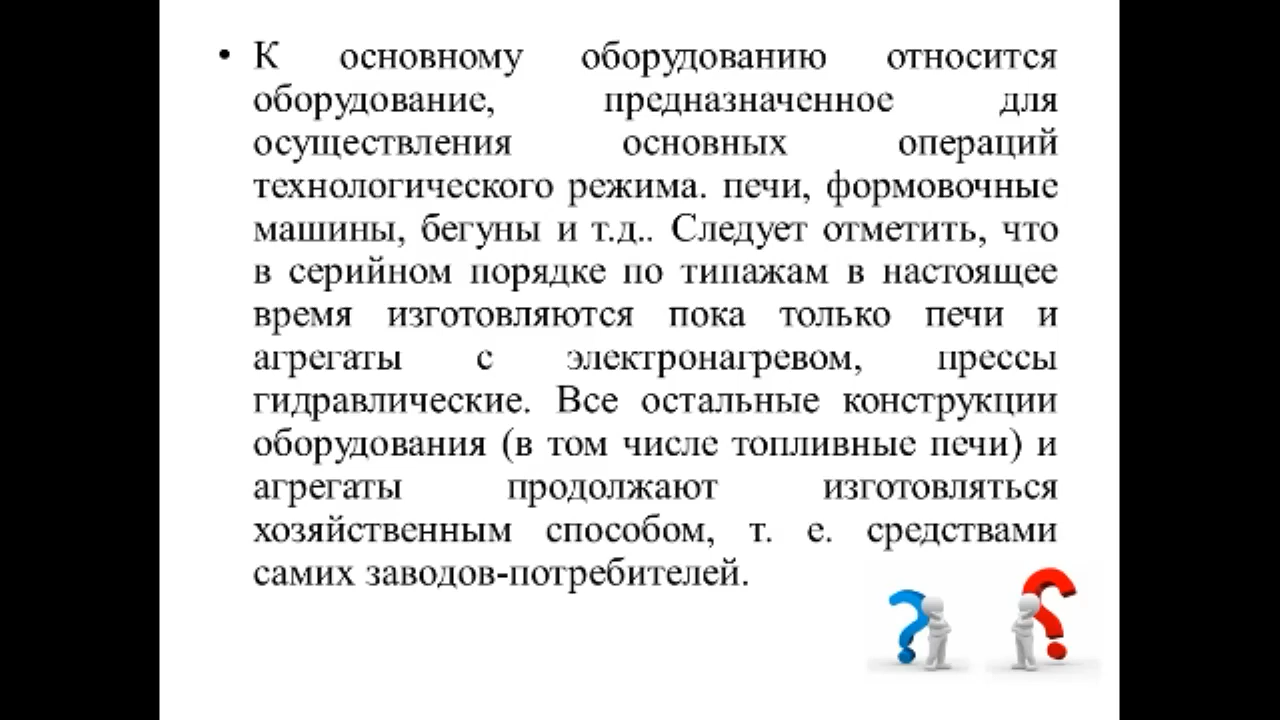 • К основному оборудованию относится
оборудование, предназначенное для
осуществления основных операций
технологического режима. печи, формовочные
машины, бегуны и т.д.. Следует отметить, что
в серийном порядке по типажам в настоящее
время изготовляются пока только печи и
агрегаты с электронагревом, прессы
гидравлические. Все остальные конструкции
оборудования (в том числе топливные печи) и
агрегаты продолжают изготовляться
хозяйственным способом, т. е. средствами
самих заводов-потребителей.